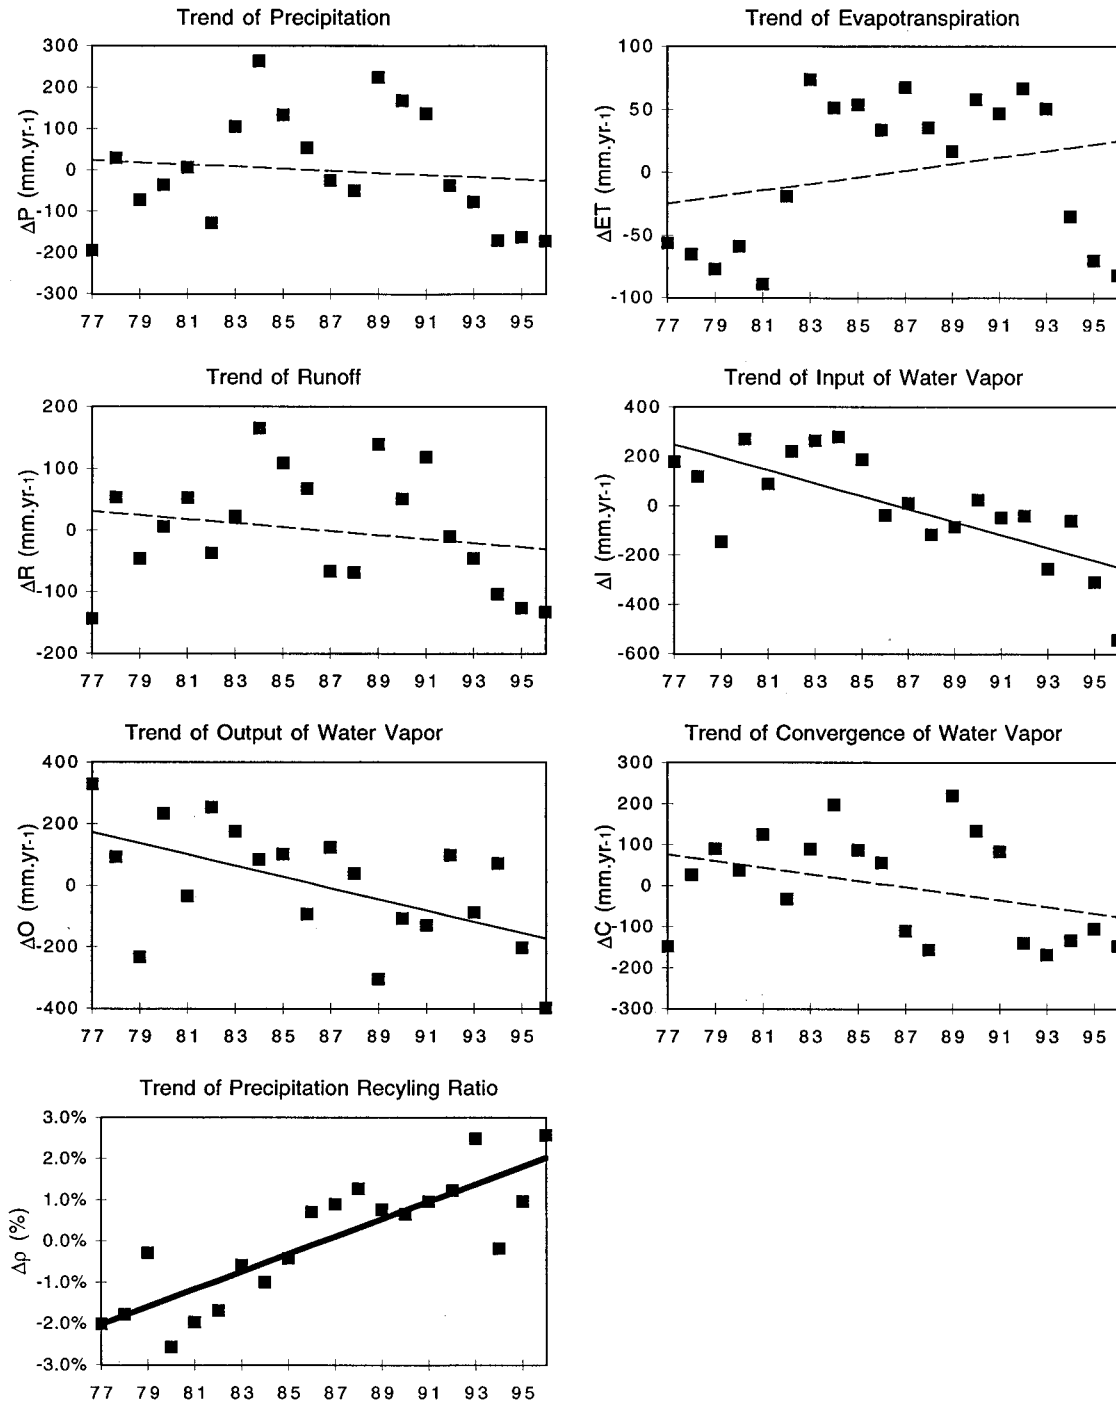 Trend of Precipitation
300
200
100
0
-100
-200
-300
ΔP (mm.yr-1)
77 79 81 83 85 87 89 91 93 95
Trend of Evapotranspiration
100
50
0
-50
-100
ΔET (mm.yr-1)
77 79 81 83 85 87 89 91 93 95
Trend of Runoff
200
100
0
-100
-200
ΔR (mm.yr-1)
77 79 81 83 85 87 89 91 93 95
Trend of Input of Water Vapor
400
200
0
-200
-400
-600
ΔI (mm.yr-1)
77 79 81 83 85 87 89 91 93 95
Trend of Output of Water Vapor
400
200
0
-200
-400
ΔO (mm.yr-1)
77 79 81 83 85 87 89 91 93 95
Trend of Convergence of Water Vapor
300
200
100
0
-100
-200
-300
ΔC (mm.yr-1)
77 79 81 83 85 87 89 91 93 95
Trend of Precipitation Recyling Ratio
3.0%
2.0%
1.0%
0.0%
-1.0%
-2.0%
-3.0%
Δρ (%)
77 79 81 83 85 87 89 91 93 95